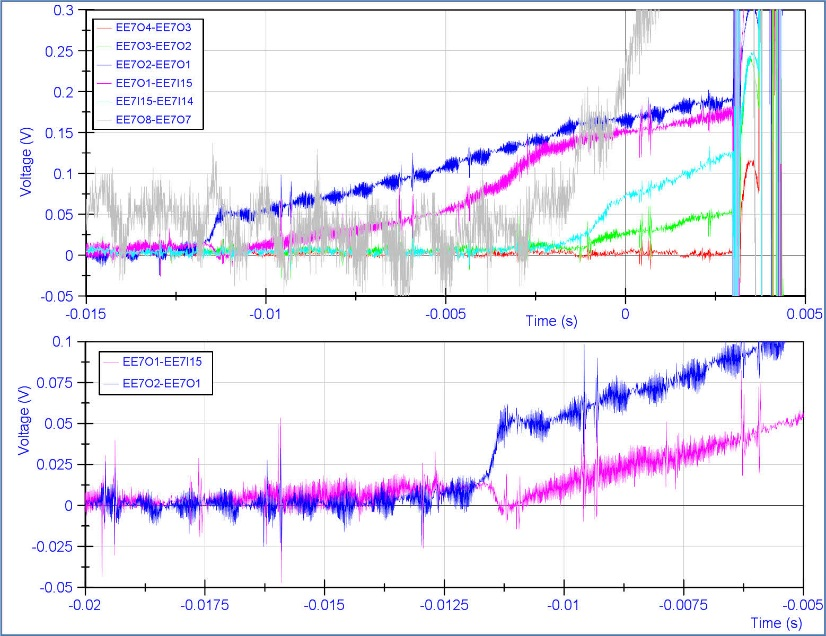 0.3
0.25
0.2
0.15
0.1
0.05
0
-0.05
Voltage (V)
EE7O4-EE7O3
EE7O3-EE7O2
EE7O2-EE7O1
EE7O1-EE7I15
EE7I15-EE7I14
EE7O8-EE7O7
-0.015
-0.01
-0.005
0
0.005
Time (s)
0.1
0.075
0.05
0.025
0
-0.025
-0.05
Voltage (V)
EE7O1-EE7I15
EE7O2-EE7O1
-0.02
-0.0175
-0.015
-0.0125
-0.01
-0.0075
-0.005
Time (s)